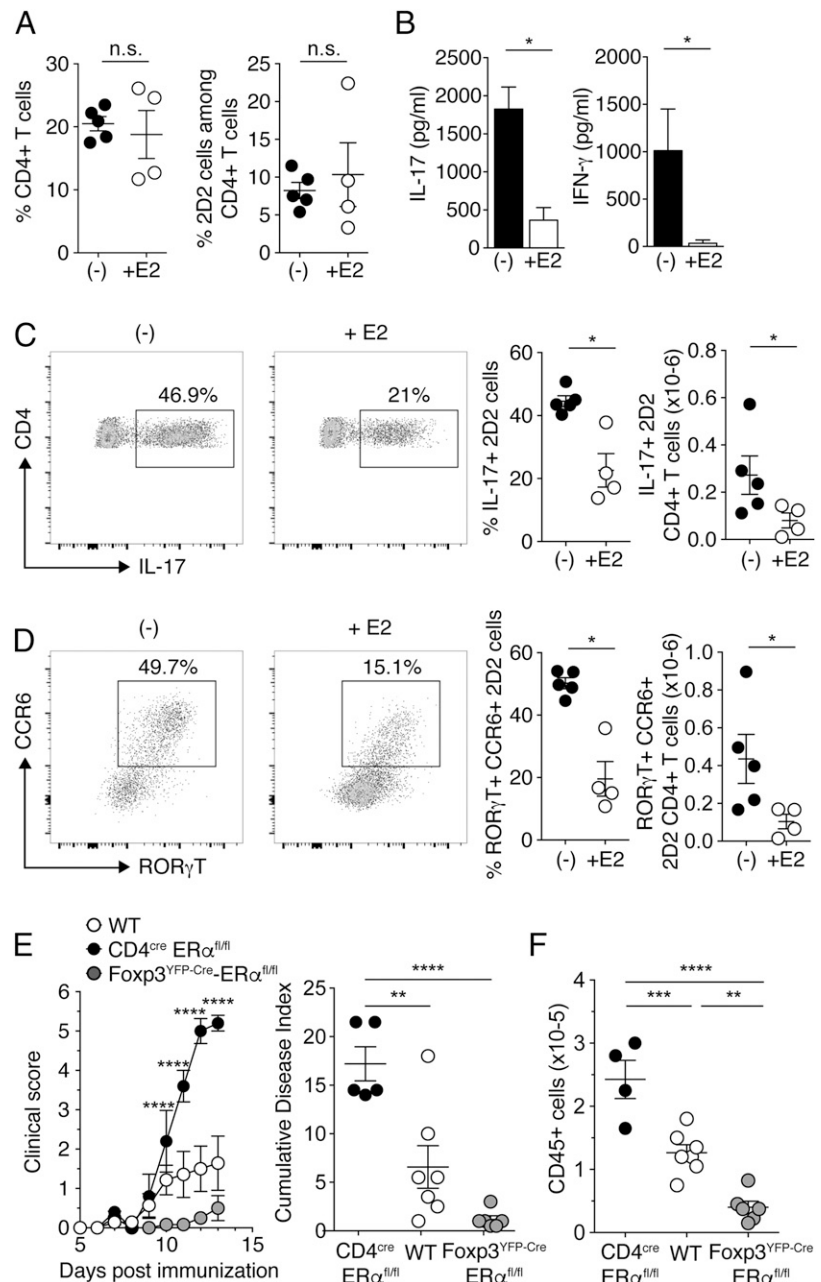 A
n.s.
% CD4+ T cells
30
20
10
0
(-) +E2
n.s.
% 2D2 cells among
CD4+ T cells
25
20
15
10
5
0
(-) +E2
B
*
IL-17 (pg/ml)
2500
2000
1500
1000
500
0
(-) +E2
*
IFN-γ (pg/ml)
2000
1500
1000
500
0
(-) +E2
C
(-)
46.9%
CD4
IL-17
+ E2
21%
*
% IL-17+ 2D2 cells
60
40
20
0
(-) +E2
*
IL-17+ 2D2
CD4+ T cells (x10-6)
0.8
0.6
0.4
0.2
0.0
(-) +E2
D
(-)
49.7%
CCR6
RORγT
+ E2
15.1%
*
% RORγT+ CCR6+ 2D2 cells
60
40
20
0
(-) +E2
*
RORγT+ CCR6+
2D2 CD4+ T cells (x10-6)
1.0
0.8
0.6
0.4
0.2
0.0
(-) +E2
E
WT
CD4cre ERαfl/fl
Foxp3YFP-Cre-ERαfl/fl
Clinical score
6
5
4
3
2
1
0
****
****
****
****
5 10 15
Days post immunization
Cumulative Disease Index
25
20
15
10
5
0
****
**
CD4cre WT Foxp3YFP-Cre
ERαfl/fl ERαfl/fl
F
CD45+ cells (x10-5)
4
3
2
1
0
****
*** **
CD4cre WT Foxp3YFP-Cre
ERαfl/fl ERαfl/fl